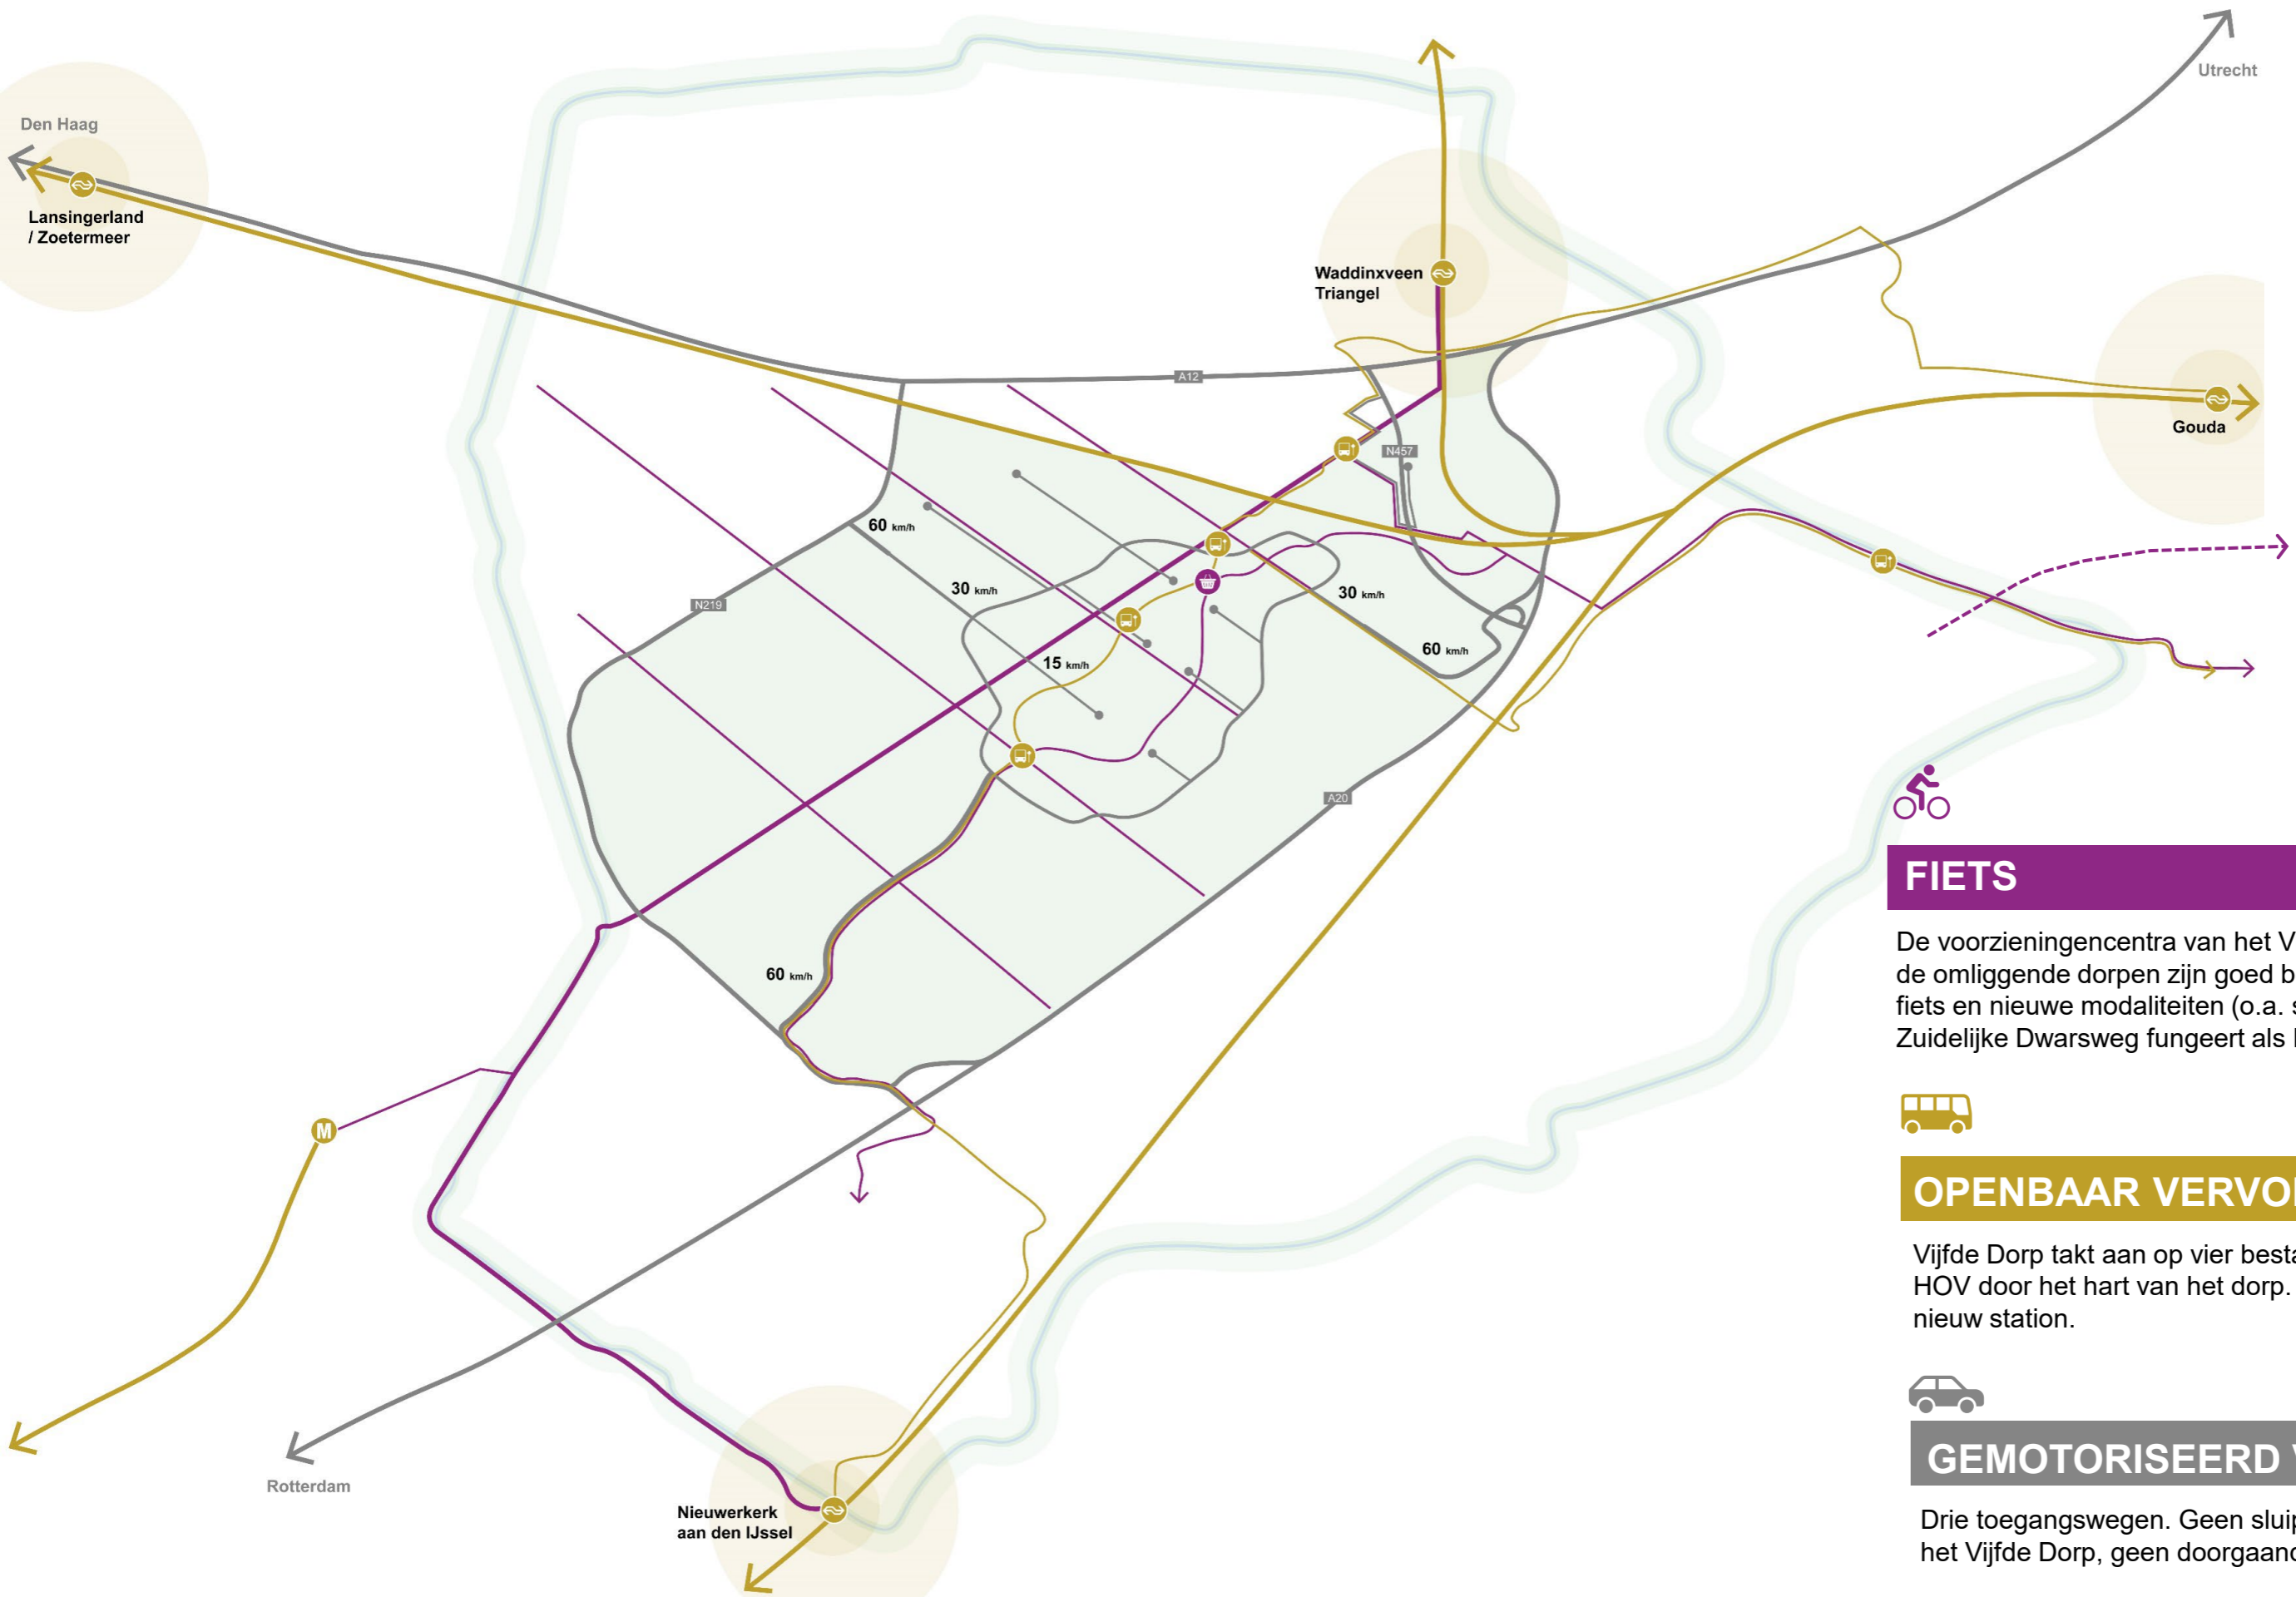 Utrecht
Den Haag
Lansingerland
/ Zoetermeer
Waddinxveen
Triangel
A12
Gouda
N457
60 km/h
30 km/h
N219
30 km/h
60 km/h
15 km/h
A20
60 km/h
M
Rotterdam
Nieuwerkerk
aan den IJssel
FIETS
De voorzieningencentra van het V
de omliggende dorpen zijn goed b
fiets en nieuwe modaliteiten (o.a. s
Zuidelijke Dwarsweg fungeert als
OPENBAAR VERVO
Vijfde Dorp takt aan op vier besta
HOV door het hart van het dorp.
nieuw station.
GEMOTORISEERD V
Drie toegangswegen. Geen sluip
het Vijfde Dorp, geen doorgaand